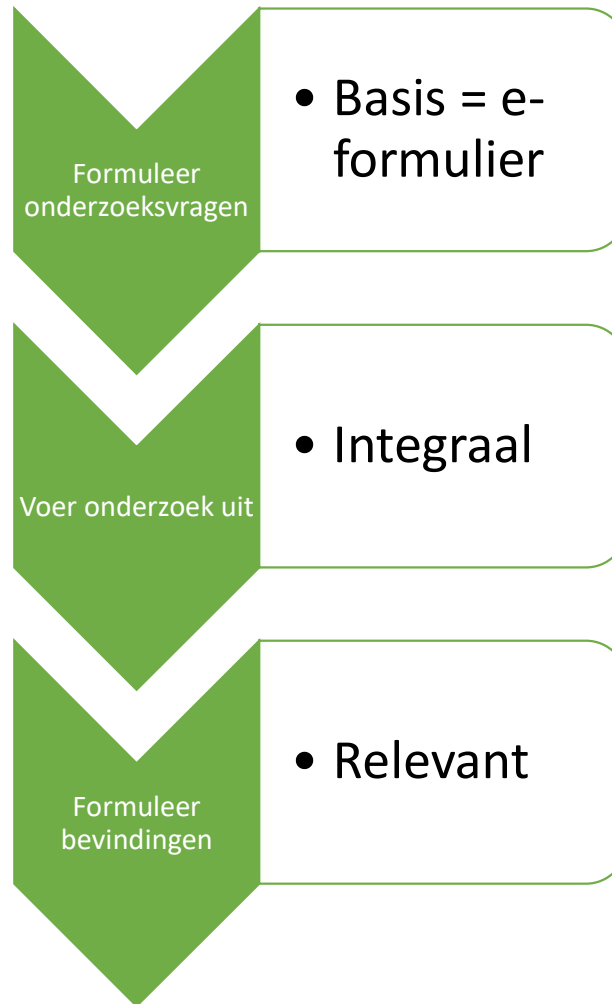 Formuleer
onderzoeksvragen
• Basis = e-
formulier
Voer onderzoek uit
• Integraal
Formuleer
bevindingen
• Relevant